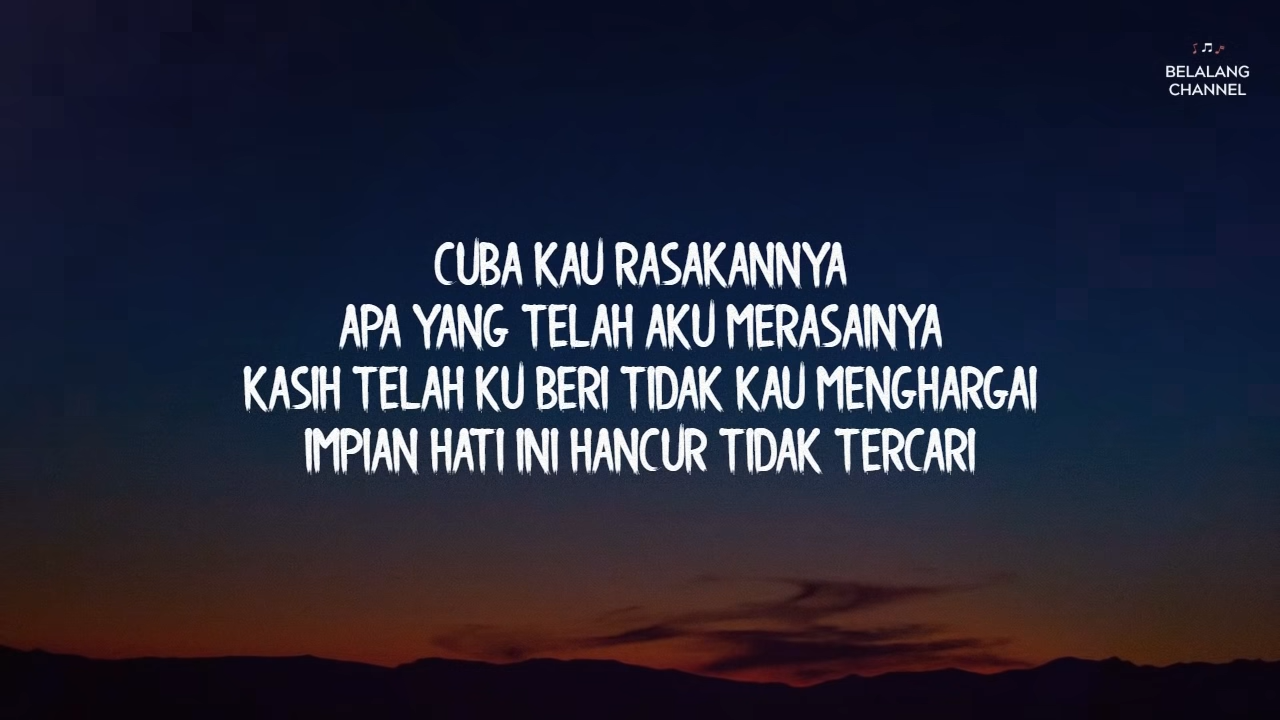 BELALANG
CHANNEL
CUBA KAU RASAKANNYA
APA YANG TELAH AKU MERASAINYA
KASIH TELAH KU BERI TIDAK KAU MENGHARGAI
IMPIAN HATI INI HANCUR TIDAK TERCARI